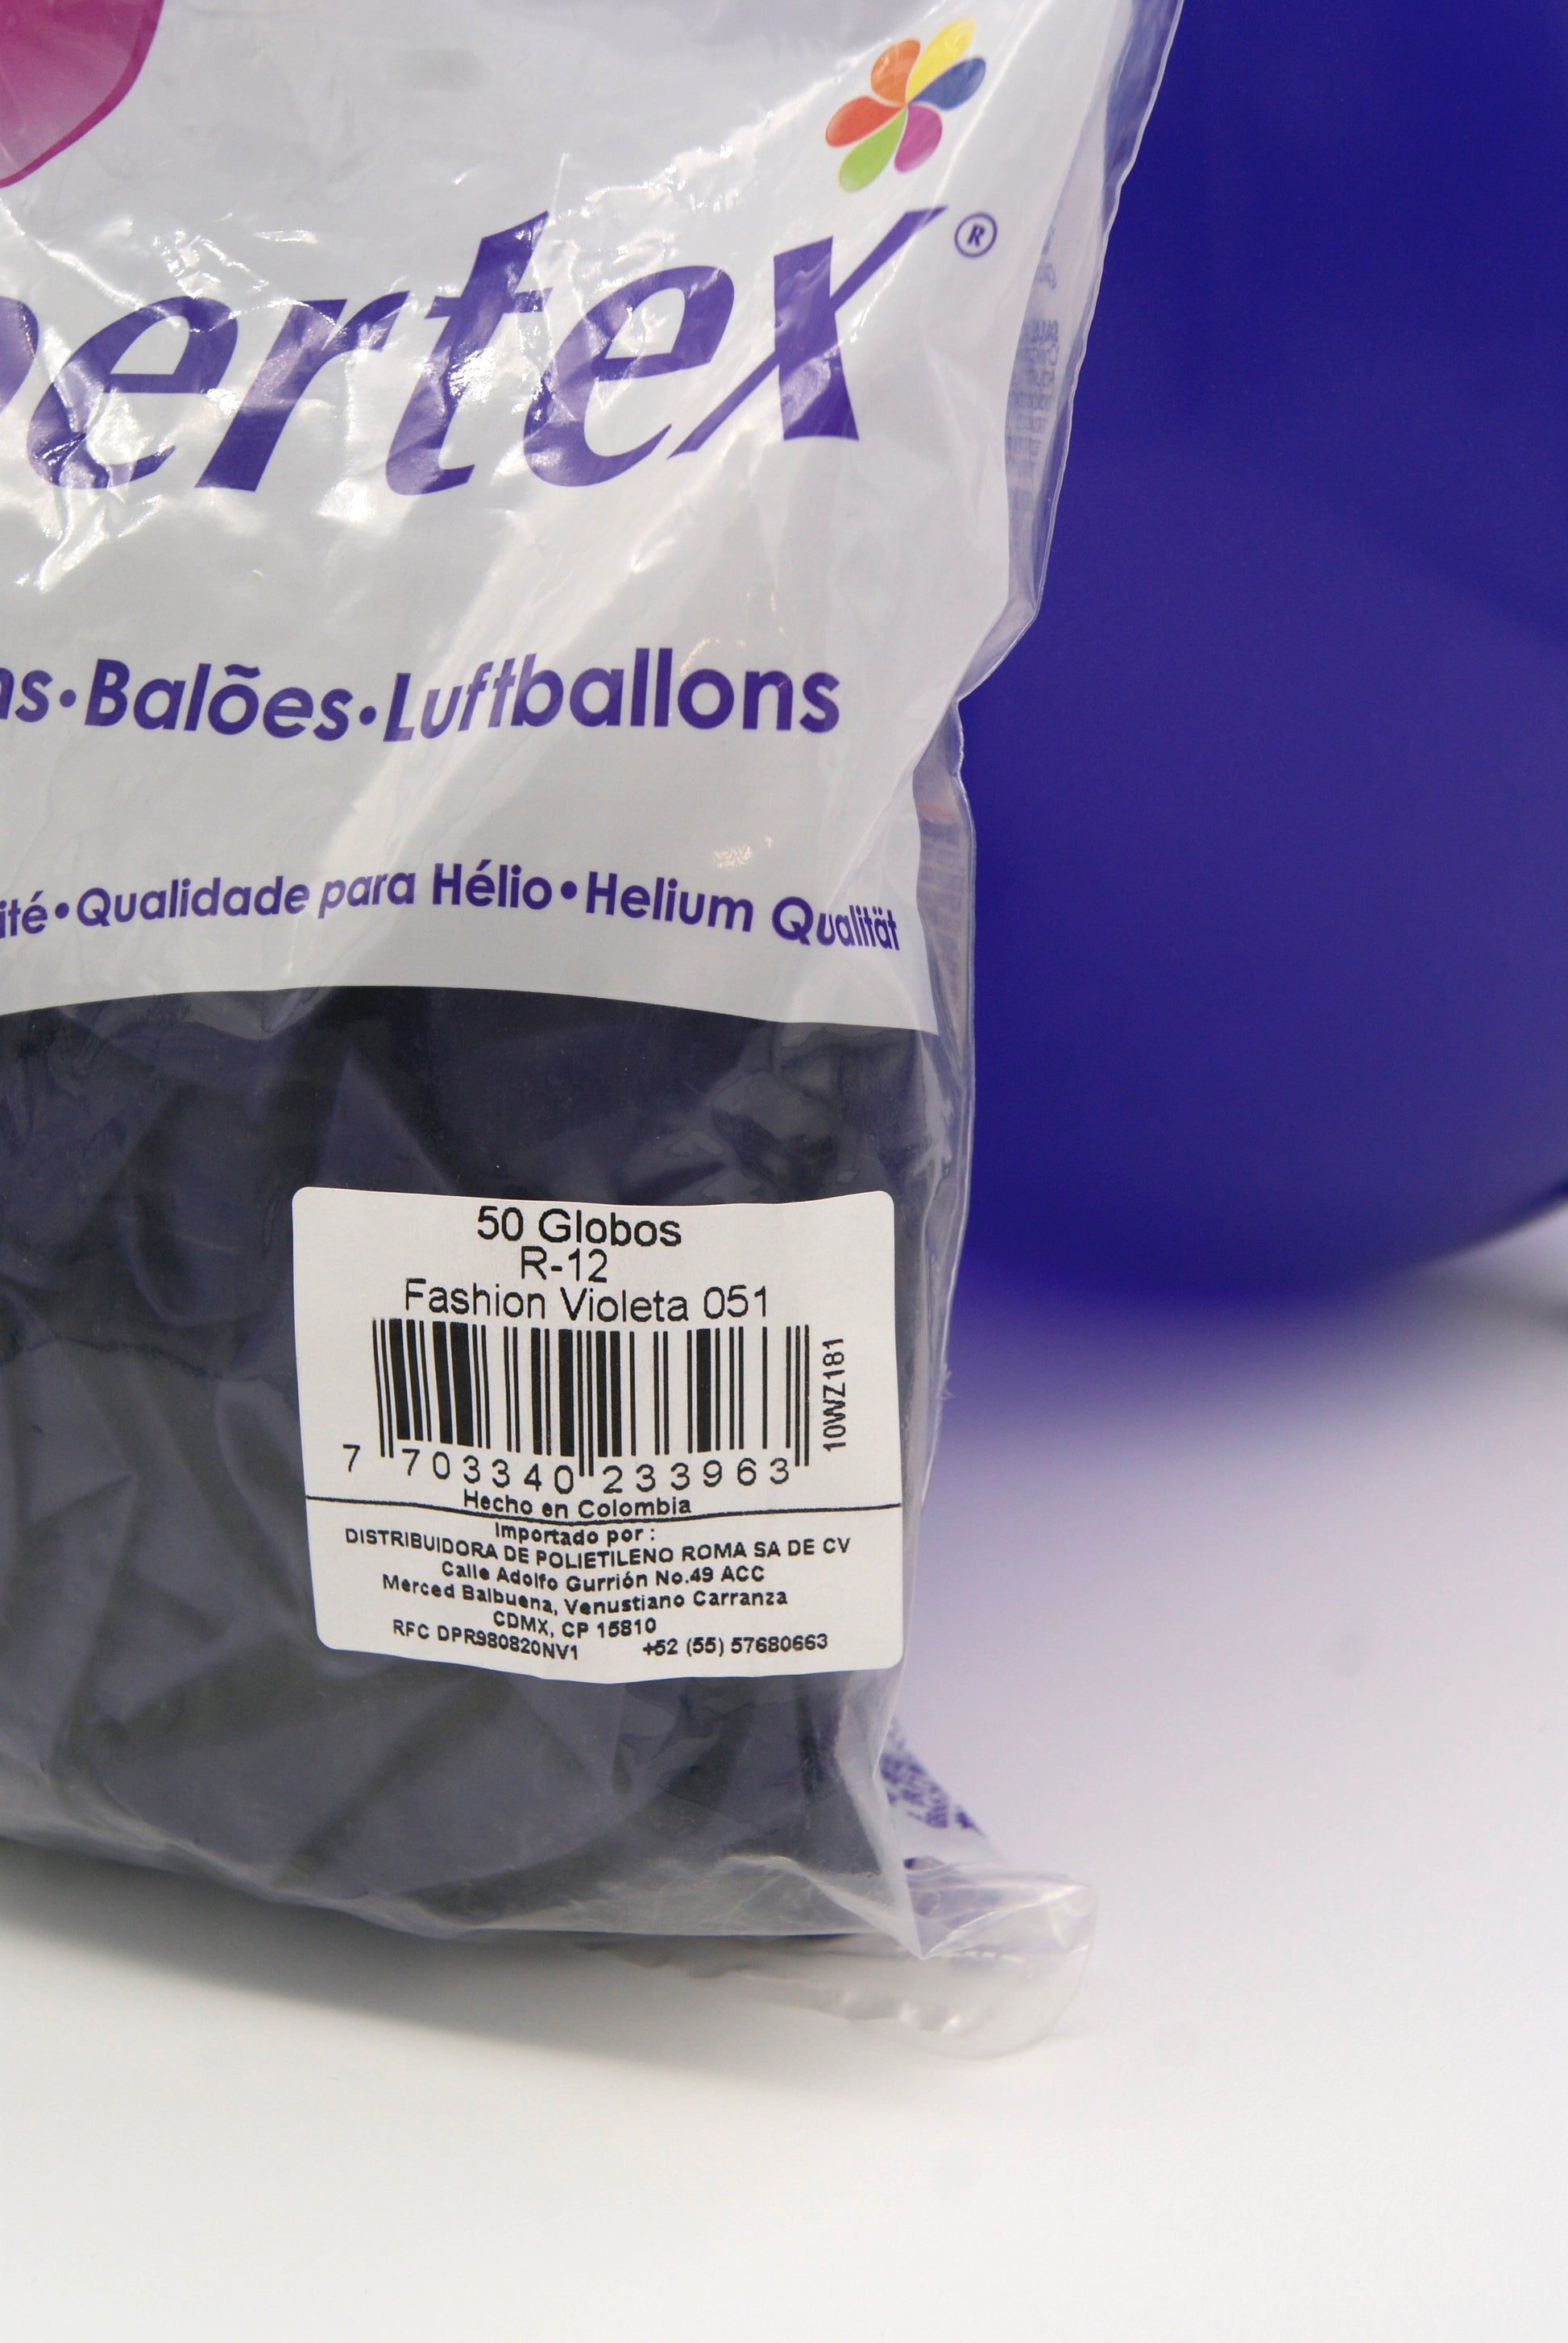 pertex®
ns•Balões•Luftballons
ité•Qualidade para Hélio•Helium Qualität
50 Globos
R-12
Fashion Violeta 051
10WZ181
7 703340 233963
Hecho en Colombia
Importado por :
DISTRIBUIDORA DE POLIETILENO ROMA SA DE CV
Calle Adolfo Gurrión No.49 ACC
Merced Balbuena, Venustiano Carranza
CDMX, CP 15810
RFC DPR980820NV1 +52 (55) 57680663